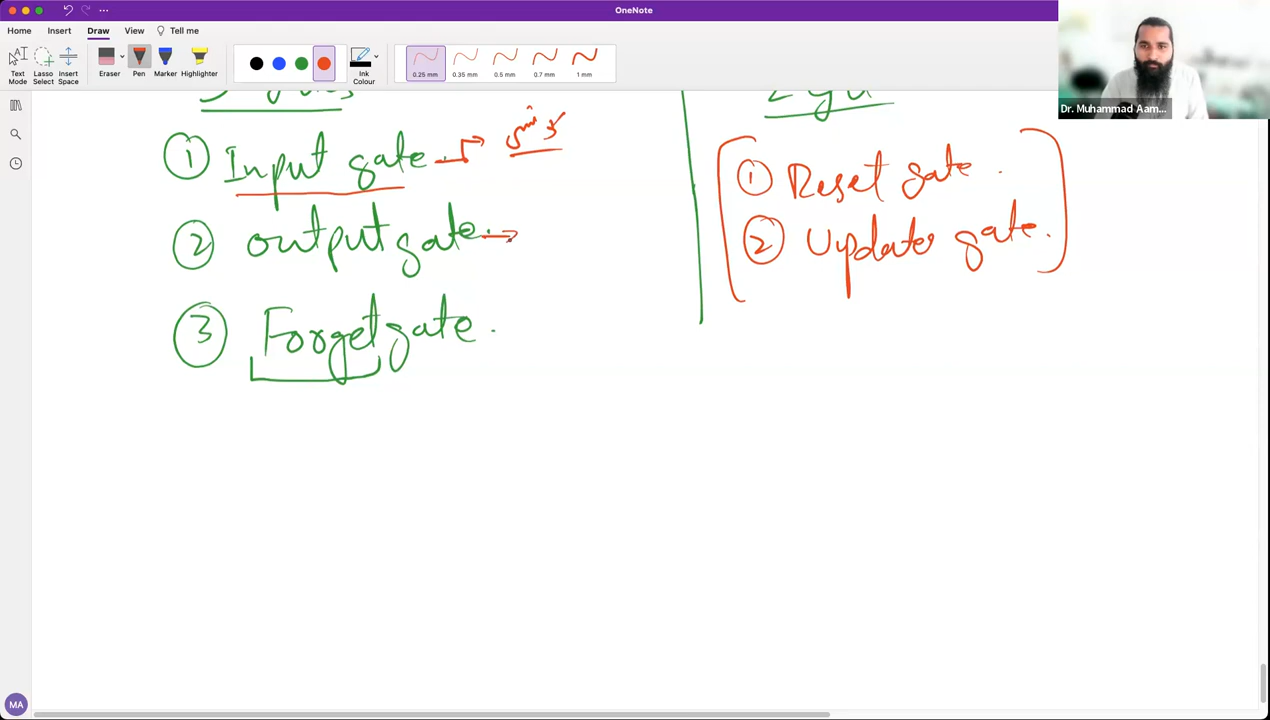 OneNote
Home Insert Draw View Tell me
Text Mode
Lasso Select
Insert Space
Eraser
Pen
Marker
Highlighter
Ink Colour
0.25 mm 0.35 mm 0.5 mm 0.7 mm 1 mm
Dr. Muhammad Aam...
① Input gate
② output gate.
③ Forget gate.
① Reset gate.
② Update gate.
MA